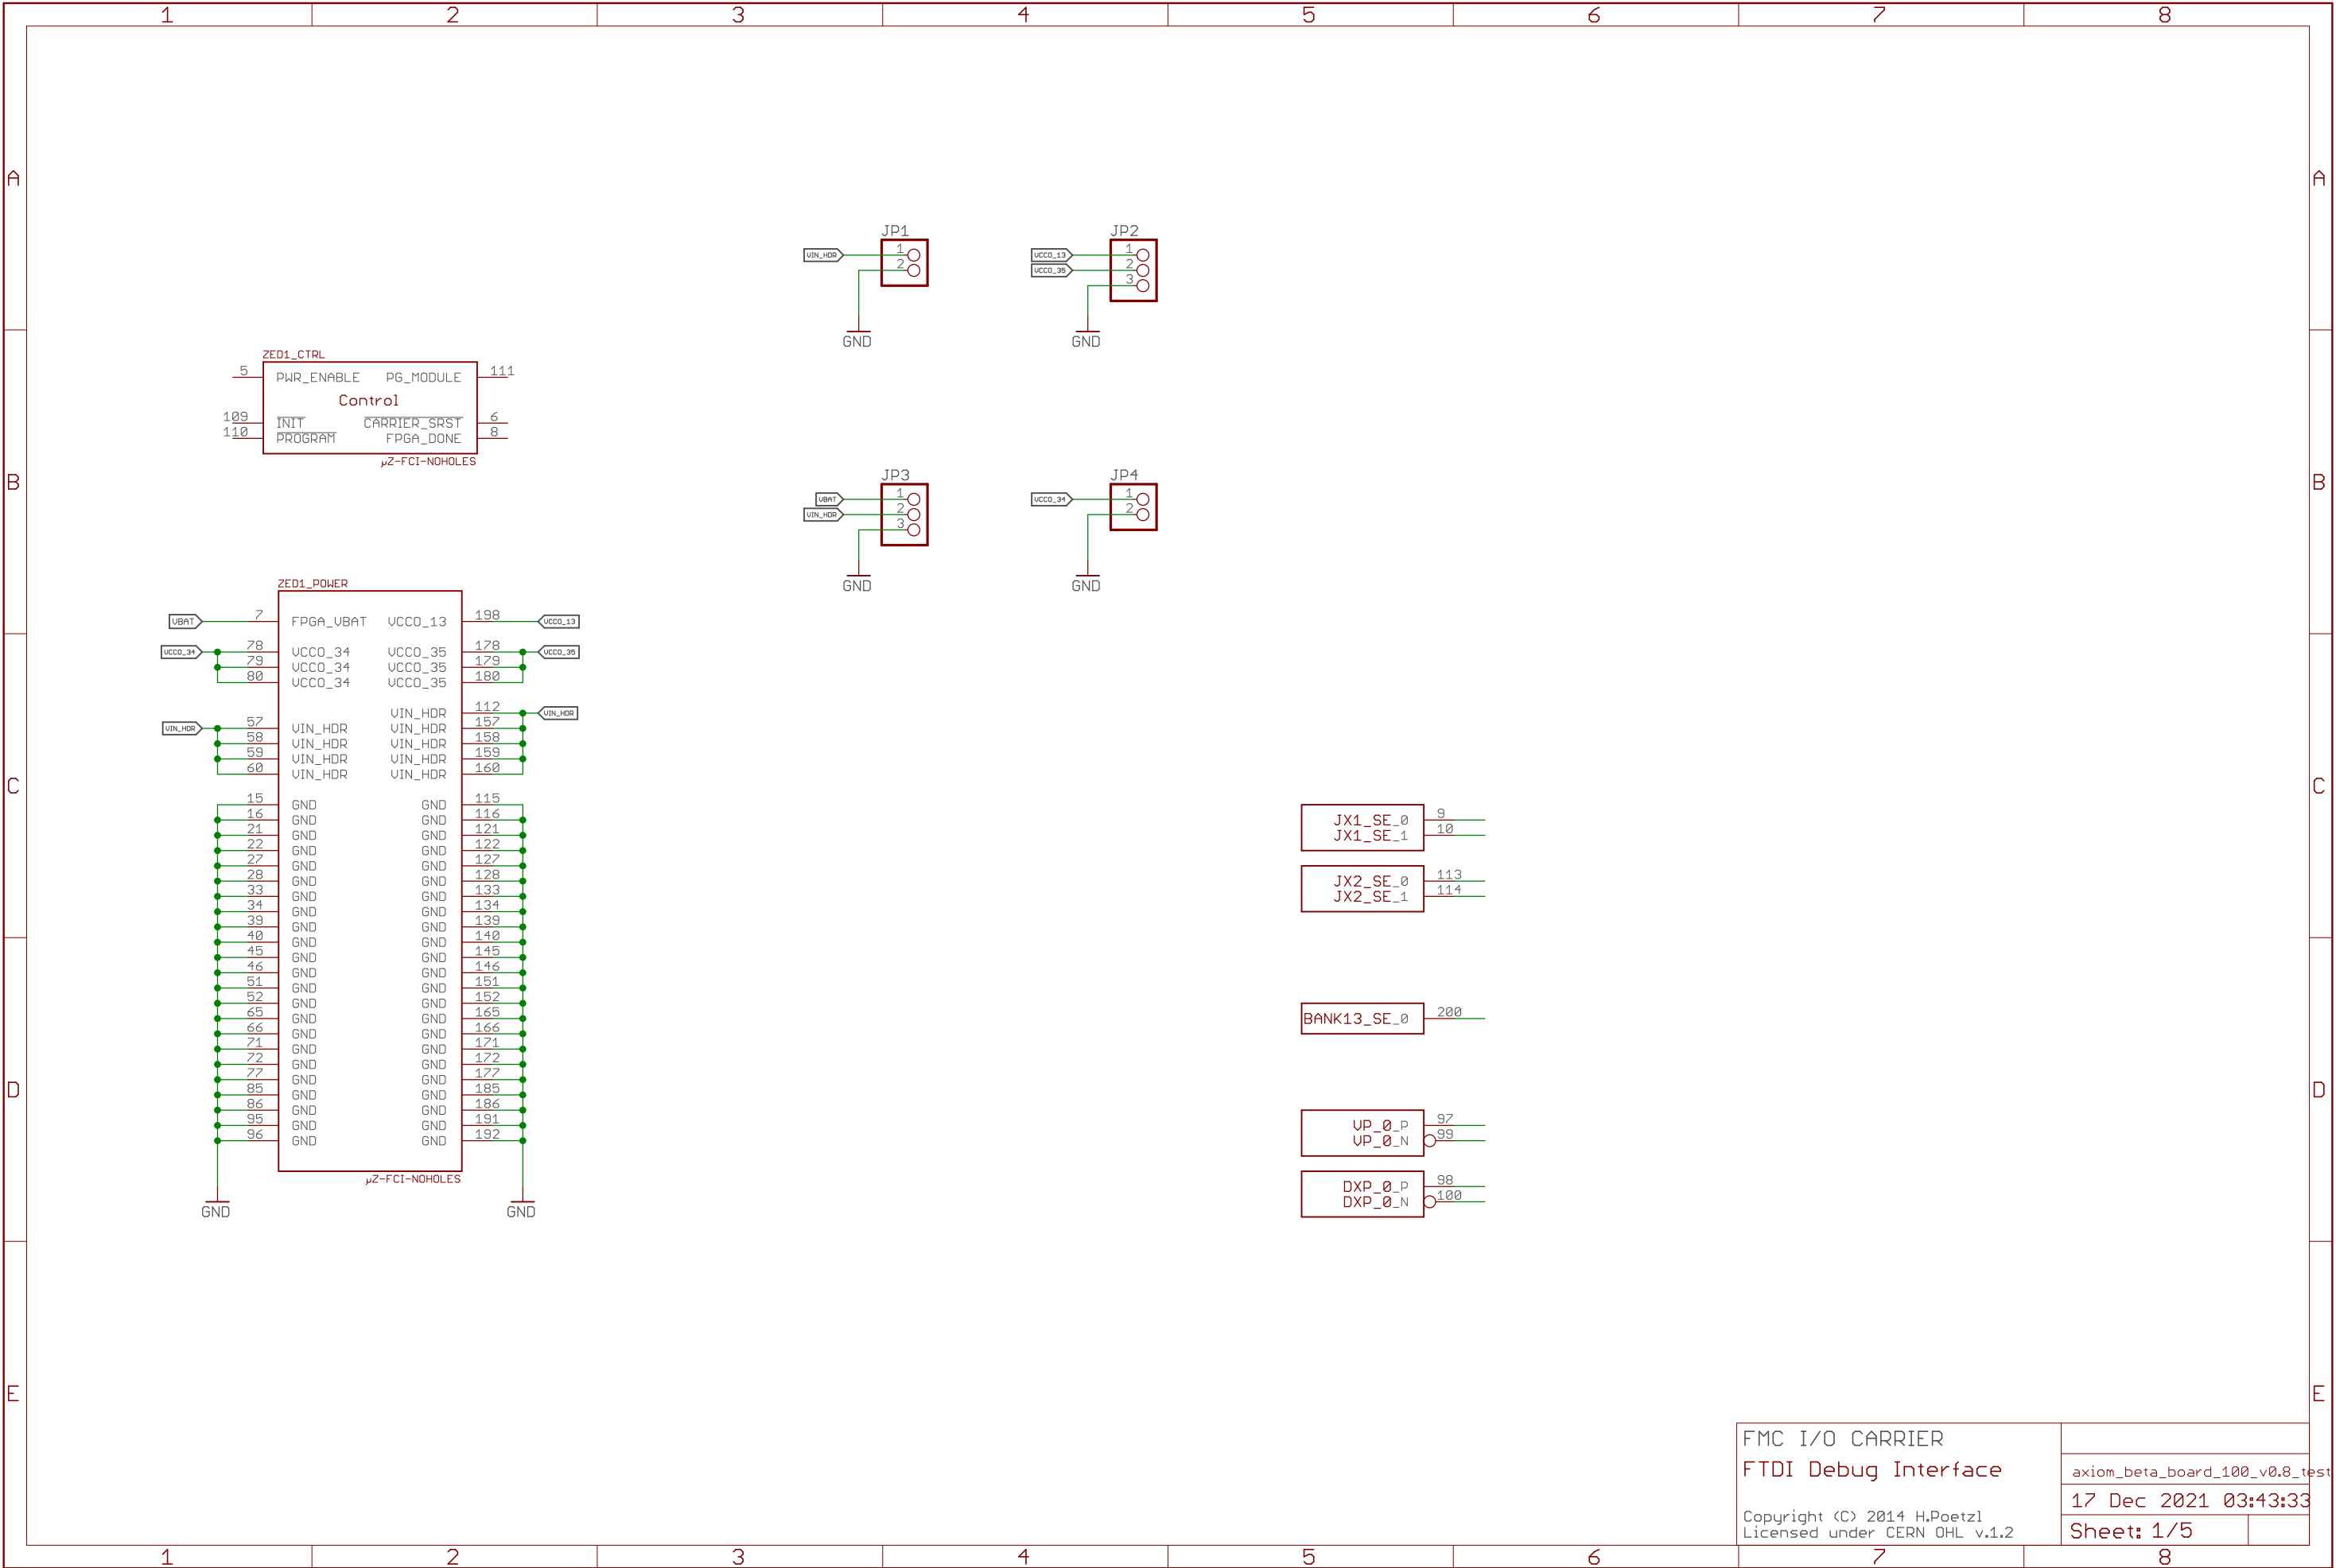 1 2 3 4 5 6 7 8
A A
JP1
VIN_HDR 1
2
GND
JP2
VCCO_13 1
VCCO_35 2
3
GND
ZED1_CTRL
5 PWR_ENABLE PG_MODULE 111
Control
109 INIT CARRIER_SRST 6
110 PROGRAM FPGA_DONE 8
µZ-FCI-NOHOLES
B B
JP3
VBAT 1
VIN_HDR 2
3
GND
JP4
VCCO_34 1
2
GND
ZED1_POWER
VBAT 7 FPGA_VBAT VCCO_13 198 VCCO_13
VCCO_34 78 VCCO_34 VCCO_35 178 VCCO_35
79 VCCO_34 VCCO_35 179
80 VCCO_34 VCCO_35 180
VIN_HDR 112 VIN_HDR
VIN_HDR 57 VIN_HDR VIN_HDR 157
58 VIN_HDR VIN_HDR 158
59 VIN_HDR VIN_HDR 159
60 VIN_HDR VIN_HDR 160
C C
15 GND GND 115
16 GND GND 116
21 GND GND 121
22 GND GND 122
27 GND GND 127
28 GND GND 128
33 GND GND 133
34 GND GND 134
39 GND GND 139
40 GND GND 140
45 GND GND 145
46 GND GND 146
51 GND GND 151
52 GND GND 152
65 GND GND 165
66 GND GND 166
71 GND GND 171
72 GND GND 172
77 GND GND 177
85 GND GND 185
86 GND GND 186
95 GND GND 191
96 GND GND 192
µZ-FCI-NOHOLES
GND GND
JX1_SE_0 9
JX1_SE_1 10
JX2_SE_0 113
JX2_SE_1 114
BANK13_SE_0 200
D D
VP_0_P 97
VP_0_N 99
DXP_0_P 98
DXP_0_N 100
E E
FMC I/O CARRIER
FTDI Debug Interface
Copyright (C) 2014 H.Poetzl
Licensed under CERN OHL v.1.2
axiom_beta_board_100_v0.8_test
17 Dec 2021 03:43:33
Sheet: 1/5
1 2 3 4 5 6 7 8